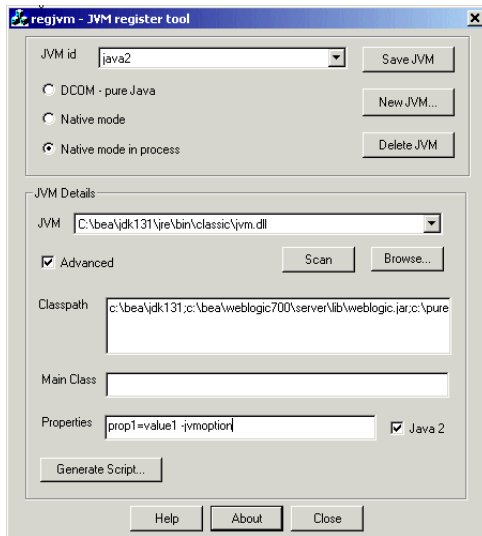 regjvm - JVM register tool
JVM id
java2
Save JVM
DCOM - pure Java
New JVM...
Native mode
Native mode in process
Delete JVM
JVM Details
JVM
C:\bea\jdk131\jre\bin\classic\jvm.dll
Advanced
Scan
Browse...
Classpath
c:\bea\jdk131;c:\bea\weblogic700\server\lib\weblogic.jar;c:\pure
Main Class
Properties
prop1=value1 -jvmoption
Java 2
Generate Script...
Help
About
Close